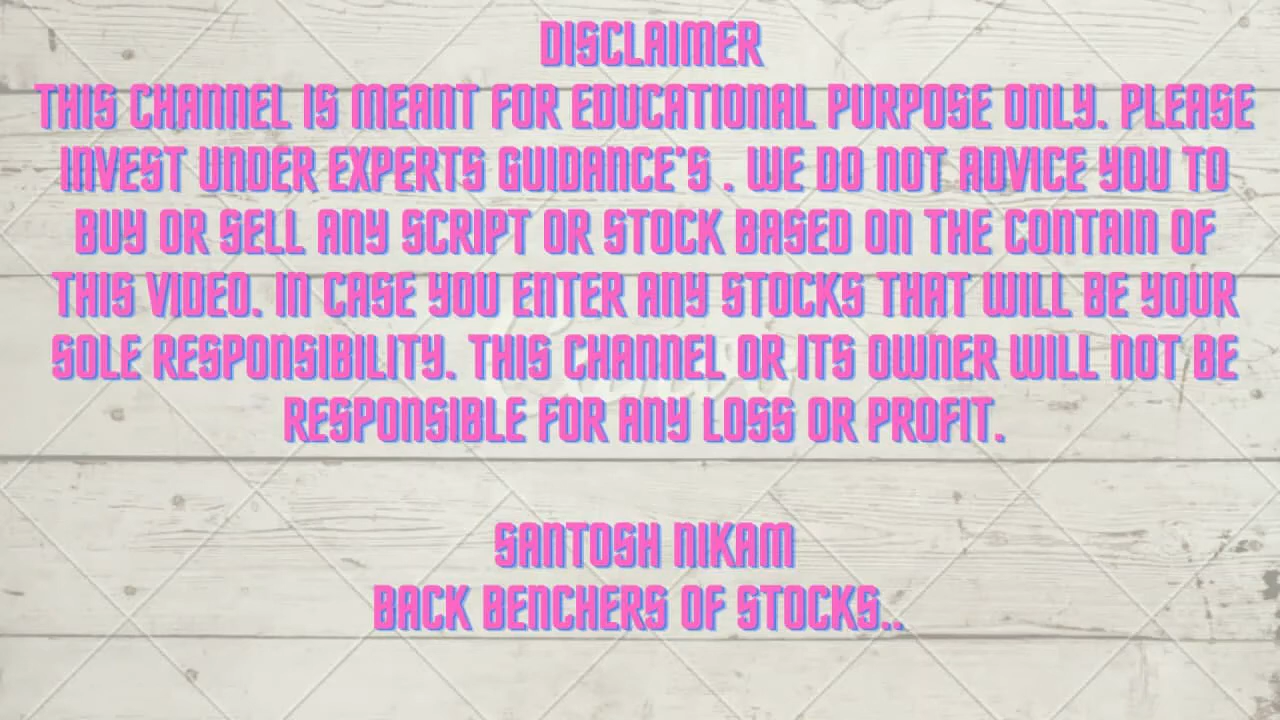 DISCLAIMER
THIS CHANNEL IS MEANT FOR EDUCATIONAL PURPOSE ONLY. PLEASE
INVEST UNDER EXPERTS GUIDANCE'S . WE DO NOT ADVICE YOU TO
BUY OR SELL ANY SCRIPT OR STOCK BASED ON THE CONTAIN OF
THIS VIDEO. IN CASE YOU ENTER ANY STOCKS THAT WILL BE YOUR
SOLE RESPONSIBILITY. THIS CHANNEL OR ITS OWNER WILL NOT BE
RESPONSIBLE FOR ANY LOSS OR PROFIT.
SANTOSH NIKAM
BACK BENCHERS OF STOCKS..